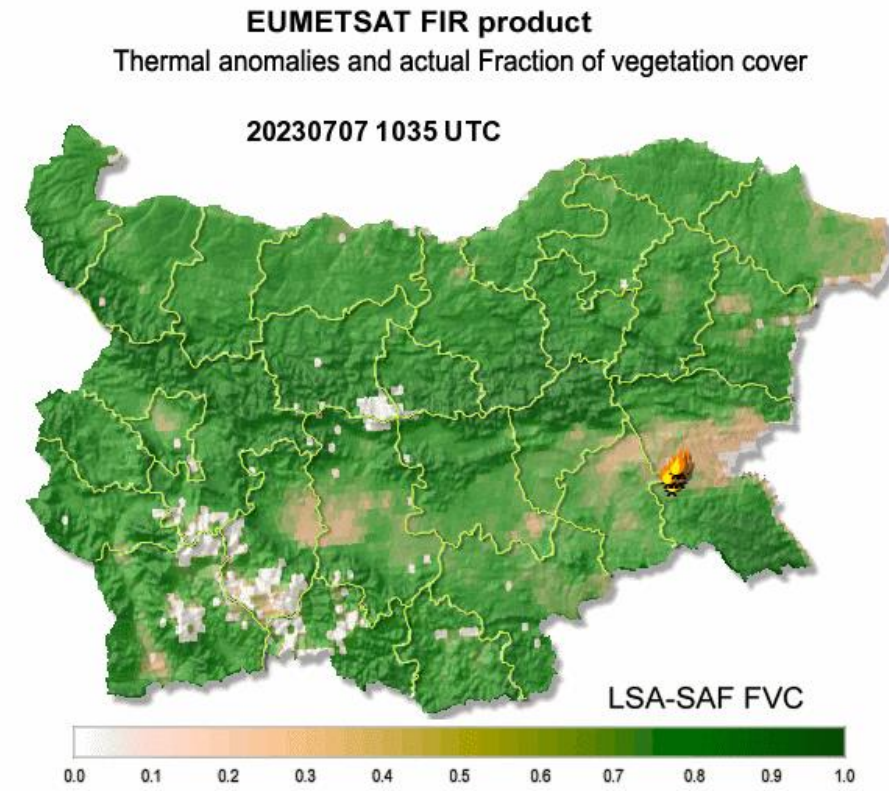 EUMETSAT FIR product
Thermal anomalies and actual Fraction of vegetation cover
20230707 1035 UTC
LSA-SAF FVC
0.0 0.1 0.2 0.3 0.4 0.5 0.6 0.7 0.8 0.9 1.0